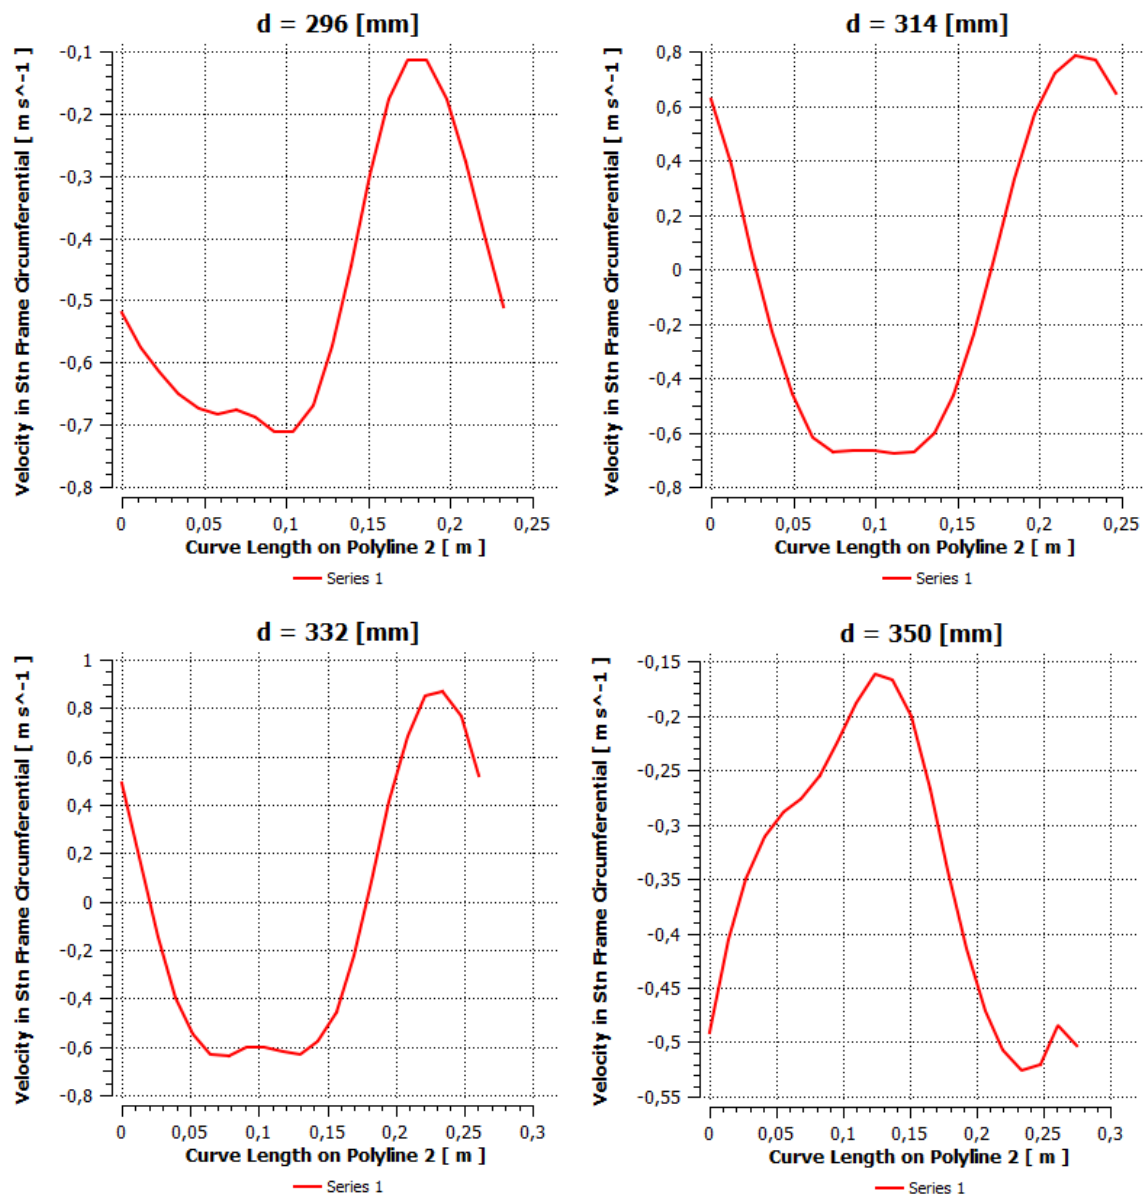 d = 296 [mm]
Velocity in Stn Frame Circumferential [ m s^-1 ]
-0,1
-0,2
-0,3
-0,4
-0,5
-0,6
-0,7
-0,8
0 0,05 0,1 0,15 0,2 0,25
Curve Length on Polyline 2 [ m ]
Series 1
d = 314 [mm]
Velocity in Stn Frame Circumferential [ m s^-1 ]
0,8
0,6
0,4
0,2
0
-0,2
-0,4
-0,6
-0,8
0 0,05 0,1 0,15 0,2 0,25
Curve Length on Polyline 2 [ m ]
Series 1
d = 332 [mm]
Velocity in Stn Frame Circumferential [ m s^-1 ]
1
0,8
0,6
0,4
0,2
0
-0,2
-0,4
-0,6
-0,8
0 0,05 0,1 0,15 0,2 0,25 0,3
Curve Length on Polyline 2 [ m ]
Series 1
d = 350 [mm]
Velocity in Stn Frame Circumferential [ m s^-1 ]
-0,15
-0,2
-0,25
-0,3
-0,35
-0,4
-0,45
-0,5
-0,55
0 0,05 0,1 0,15 0,2 0,25 0,3
Curve Length on Polyline 2 [ m ]
Series 1